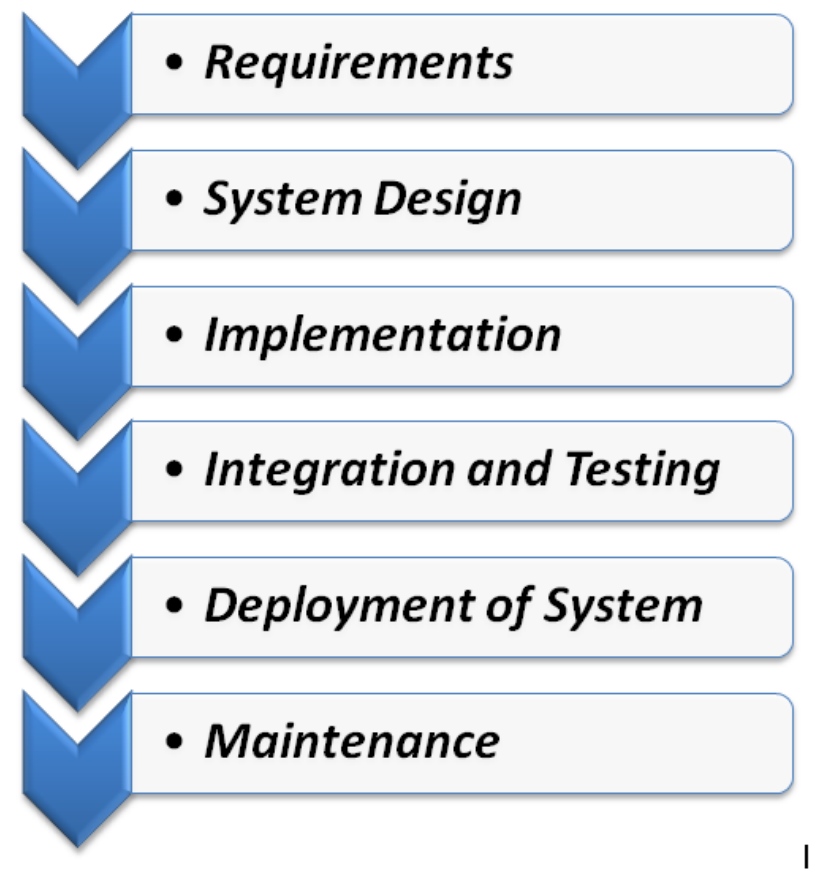 • Requirements
• System Design
• Implementation
• Integration and Testing
• Deployment of System
• Maintenance